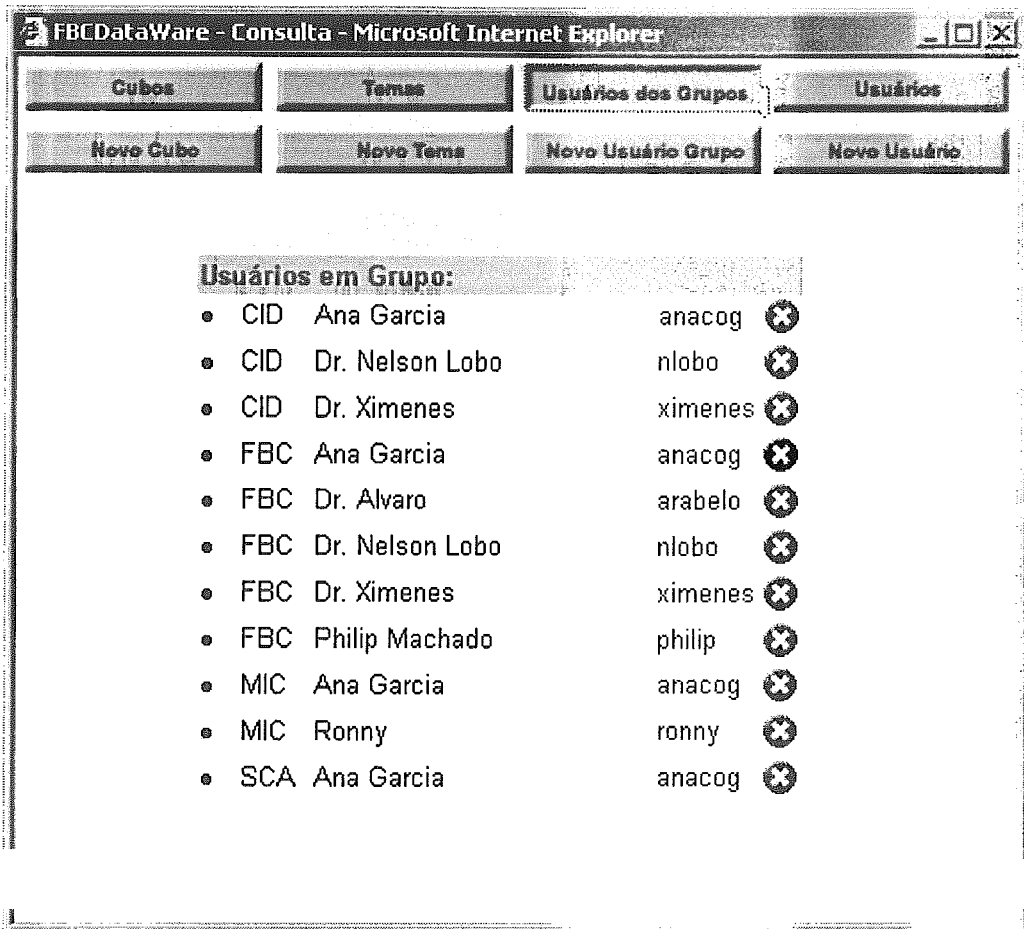 FBCDataWare - Consulta - Microsoft Internet Explorer
Cubos Temas Usuários dos Grupos Usuários
Novo Cubo Novo Tema Novo Usuário Grupo Novo Usuário
Usuários em Grupo:
CID Ana Garcia anacog
CID Dr. Nelson Lobo nlobo
CID Dr. Ximenes ximenes
FBC Ana Garcia anacog
FBC Dr. Alvaro arabelo
FBC Dr. Nelson Lobo nlobo
FBC Dr. Ximenes ximenes
FBC Philip Machado philip
MIC Ana Garcia anacog
MIC Ronny ronny
SCA Ana Garcia anacog